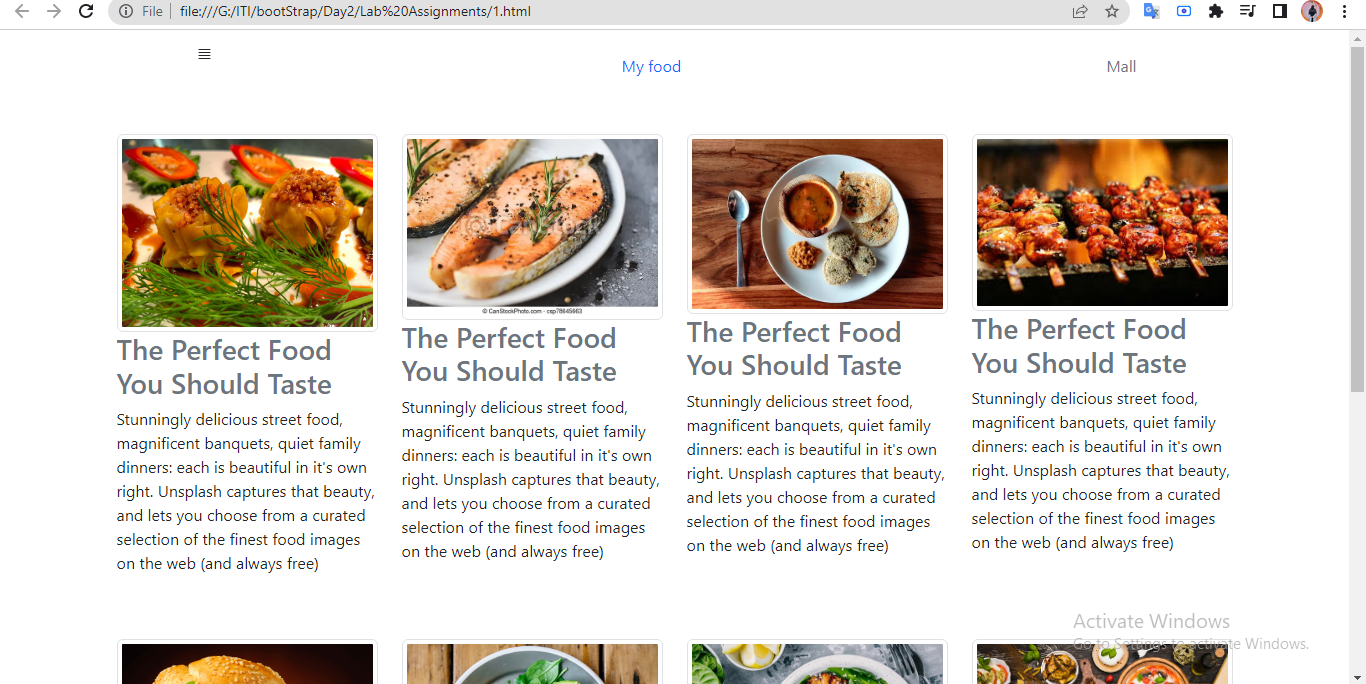 File
file:///G:/ITI/bootStrap/Day2/Lab%20Assignments/1.html
My food
Mall
The Perfect Food
You Should Taste
Stunningly delicious street food,
magnificent banquets, quiet family
dinners: each is beautiful in it's own
right. Unsplash captures that beauty,
and lets you choose from a curated
selection of the finest food images
on the web (and always free)
© CanStock
© CanStockPhoto.com - csp78645663
The Perfect Food
You Should Taste
Stunningly delicious street food,
magnificent banquets, quiet family
dinners: each is beautiful in it's own
right. Unsplash captures that beauty,
and lets you choose from a curated
selection of the finest food images
on the web (and always free)
The Perfect Food
You Should Taste
Stunningly delicious street food,
magnificent banquets, quiet family
dinners: each is beautiful in it's own
right. Unsplash captures that beauty,
and lets you choose from a curated
selection of the finest food images
on the web (and always free)
The Perfect Food
You Should Taste
Stunningly delicious street food,
magnificent banquets, quiet family
dinners: each is beautiful in it's own
right. Unsplash captures that beauty,
and lets you choose from a curated
selection of the finest food images
on the web (and always free)
Activate Windows
Go to Settings to activate Windows.